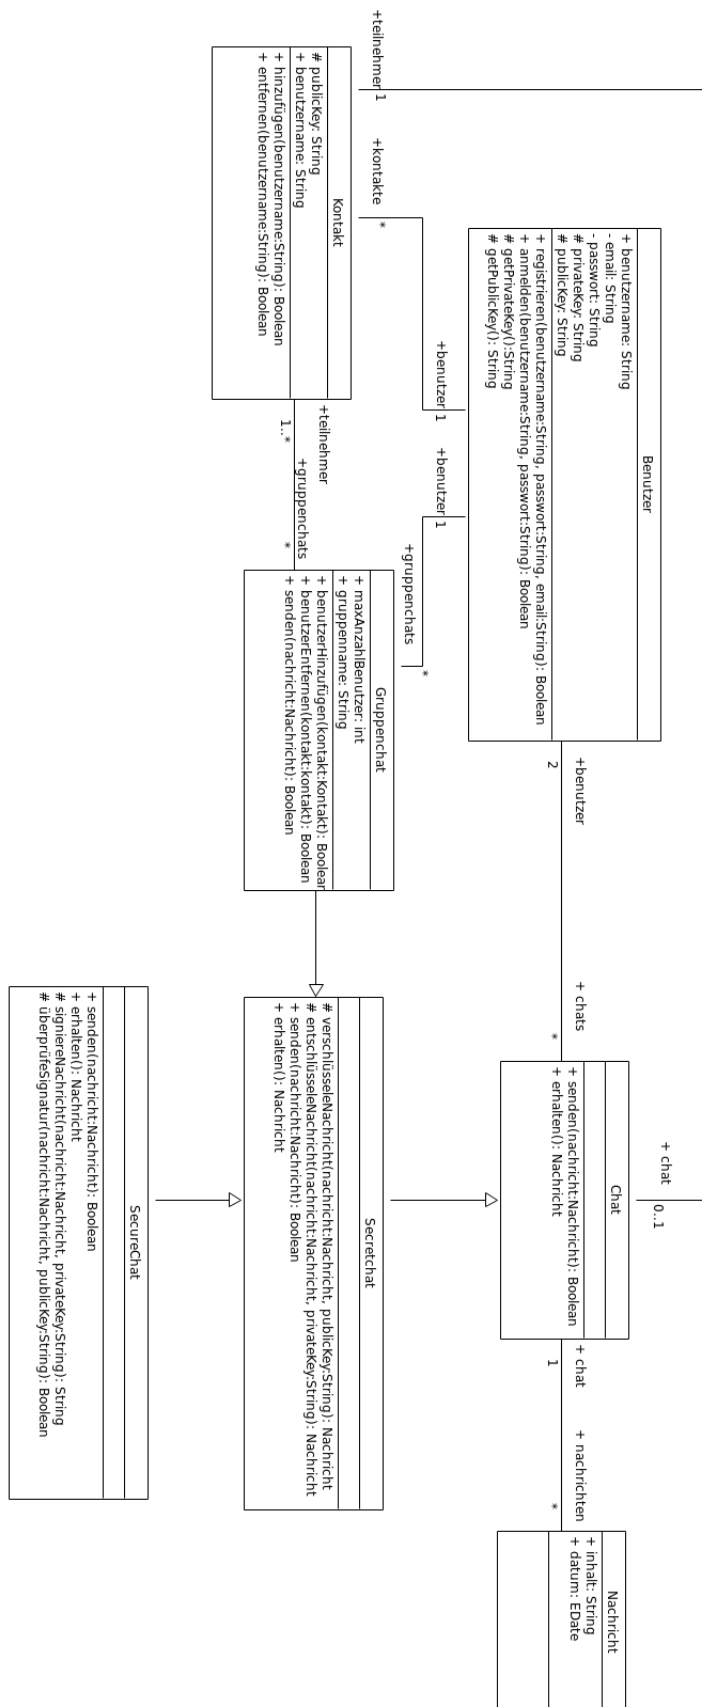 +teilnehmer
1
+kontakte
*
Kontakt
# publicKey: String
+ benutzername: String
+ hinzufügen(benutzername:String): Boolean
+ entfernen(benutzername:String): Boolean
Benutzer
+ benutzername: String
- email: String
- passwort: String
# privateKey: String
# publicKey: String
+ registrieren(benutzername:String, passwort:String, email:String): Boolean
+ anmelden(benutzername:String, passwort:String): Boolean
# getPrivateKey():String
# getPublicKey(): String
+benutzer
1
+benutzer
1
+teilnehmer
1..*
+gruppenchats
*
+gruppenchats
*
Gruppenchat
+ maxAnzahlBenutzer: int
+ gruppenname: String
+ benutzerHinzufügen(kontakt:Kontakt): Boolean
+ benutzerEntfernen(kontakt:kontakt): Boolean
+ senden(nachricht:Nachricht): Boolean
+benutzer
2
+ chats
*
+ chat
0..1
Chat
+ senden(nachricht:Nachricht): Boolean
+ erhalten(): Nachricht
Secretchat
# verschlüsseleNachricht(nachricht:Nachricht, publicKey:String): Nachricht
# entschlüsseleNachricht(nachricht:Nachricht, privateKey:String): Nachricht
+ senden(nachricht:Nachricht): Boolean
+ erhalten(): Nachricht
SecureChat
+ senden(nachricht:Nachricht): Boolean
+ erhalten(): Nachricht
# signiereNachricht(nachricht:Nachricht, privateKey:String): String
# überprüfeSignatur(nachricht:Nachricht, publicKey:String): Boolean
+ chat
1
+ nachrichten
*
Nachricht
+ inhalt: String
+ datum: EDate